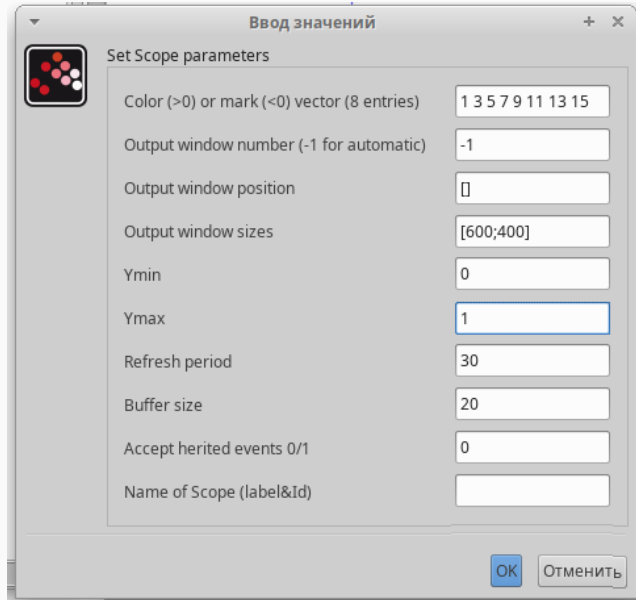 Ввод значений
Set Scope parameters
Color (>0) or mark (<0) vector (8 entries) 1 3 5 7 9 11 13 15
Output window number (-1 for automatic) -1
Output window position []
Output window sizes [600;400]
Ymin 0
Ymax 1
Refresh period 30
Buffer size 20
Accept herited events 0/1 0
Name of Scope (label&Id)
OK Отменить